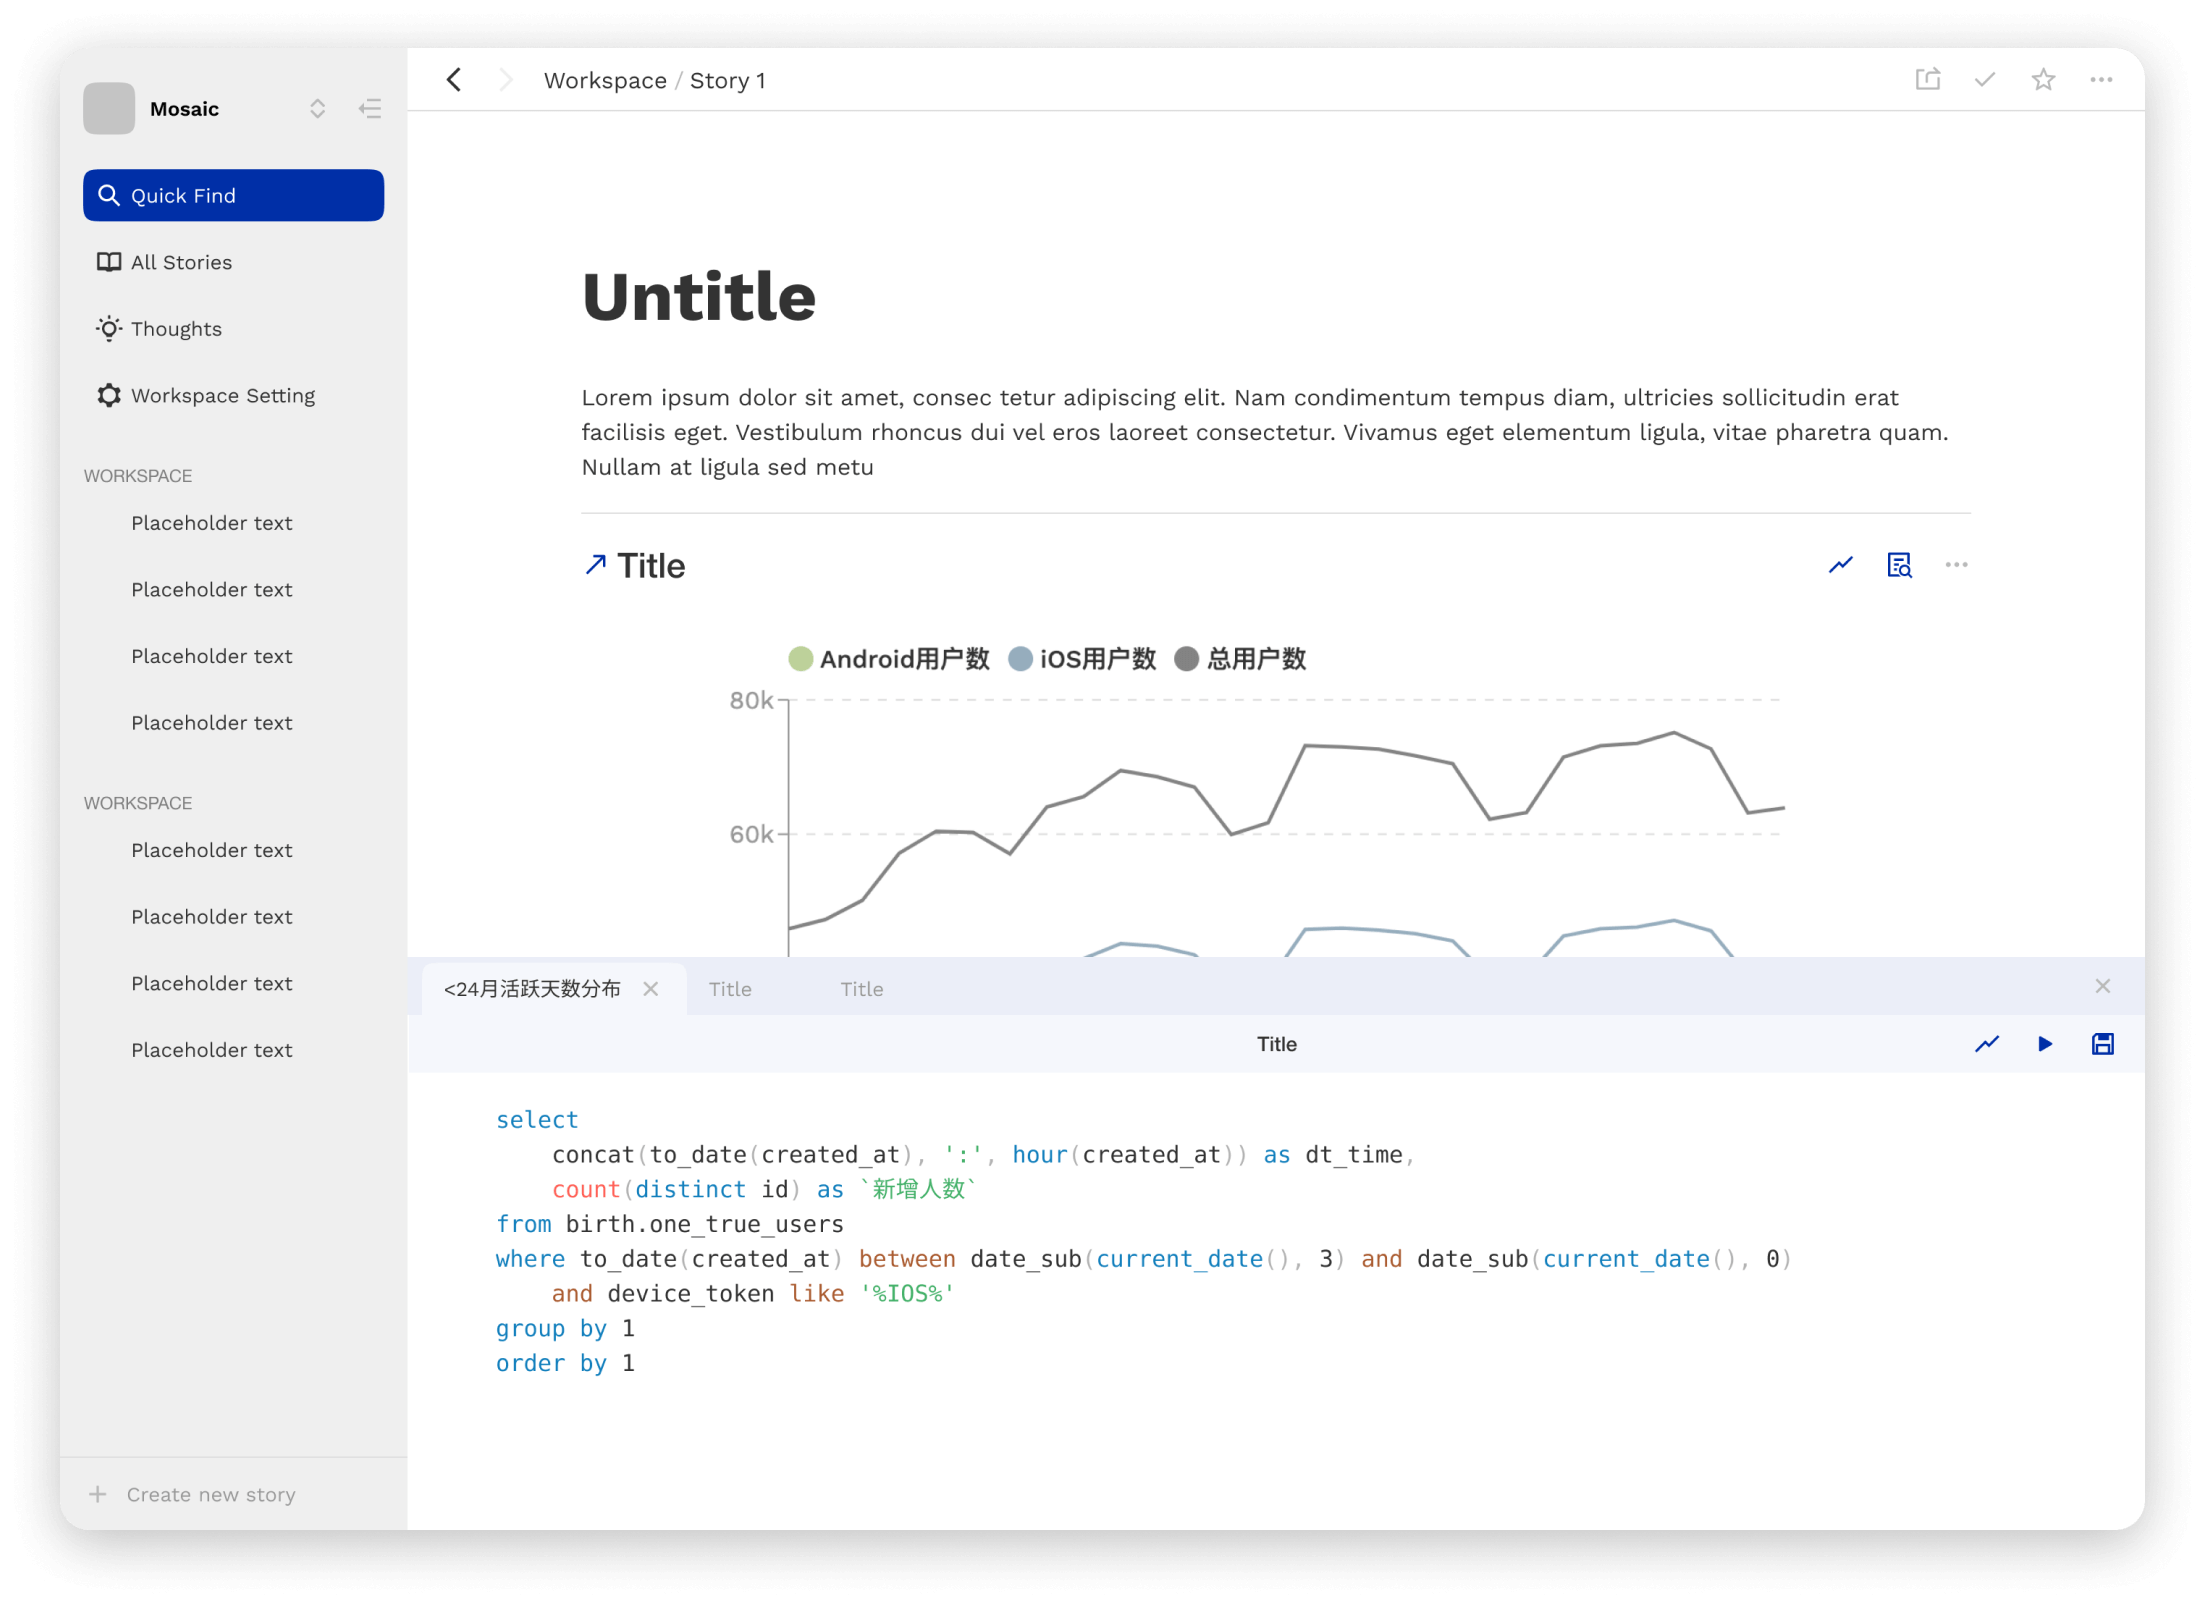 Mosaic
Quick Find
All Stories
Thoughts
Workspace Setting
WORKSPACE
Placeholder text
Placeholder text
Placeholder text
Placeholder text
WORKSPACE
Placeholder text
Placeholder text
Placeholder text
Placeholder text
Create new story
Workspace / Story 1
Untitle
Lorem ipsum dolor sit amet, consec tetur adipiscing elit. Nam condimentum tempus diam, ultricies sollicitudin erat
facilisis eget. Vestibulum rhoncus dui vel eros laoreet consectetur. Vivamus eget elementum ligula, vitae pharetra quam.
Nullam at ligula sed metu
Title
Android用户数 iOS用户数 总用户数
80k
60k
<24月活跃天数分布 Title Title
Title
select
    concat(to_date(created_at), ':', hour(created_at)) as dt_time,
    count(distinct id) as `新增人数`
from birth.one_true_users
where to_date(created_at) between date_sub(current_date(), 3) and date_sub(current_date(), 0)
    and device_token like '%IOS%'
group by 1
order by 1